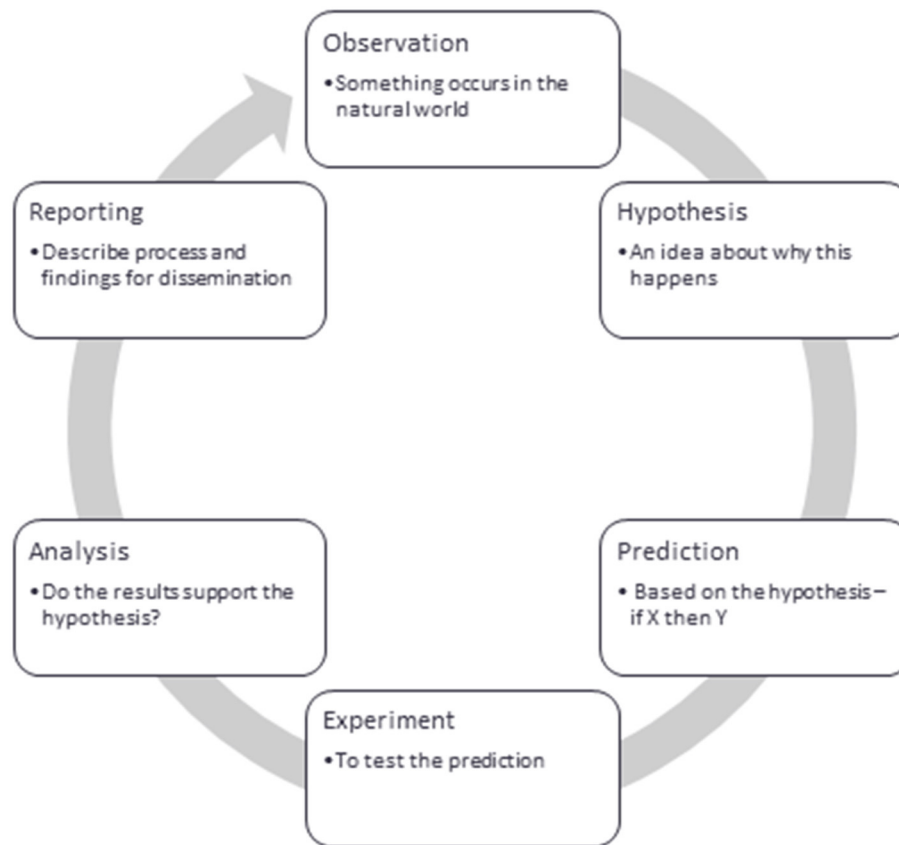 Observation
•Something occurs in the
natural world
Hypothesis
•An idea about why this
happens
Prediction
• Based on the hypothesis–
if X then Y
Experiment
•To test the prediction
Analysis
•Do the results support the
hypothesis?
Reporting
•Describe process and
findings for dissemination